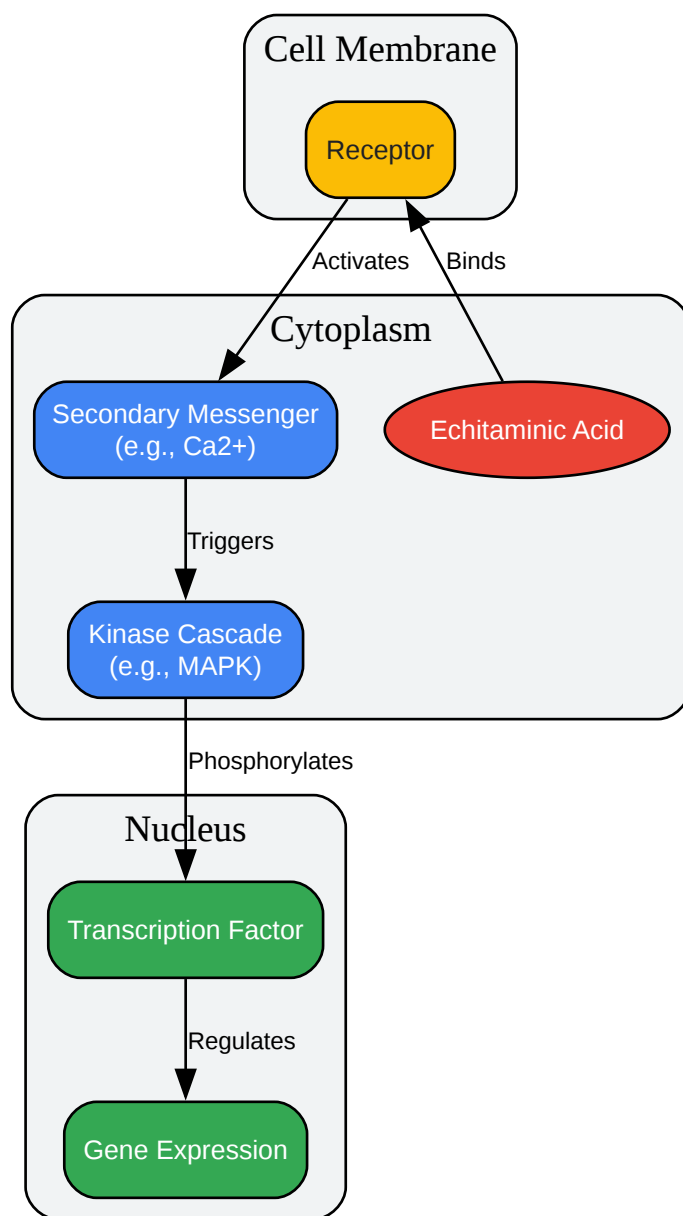 Cell Membrane
Receptor
Activates
Binds
Cytoplasm
Secondary Messenger
(e.g., Ca2+)
Echitaminic Acid
Triggers
Kinase Cascade
(e.g., MAPK)
Phosphorylates
Nucleus
Transcription Factor
Regulates
Gene Expression